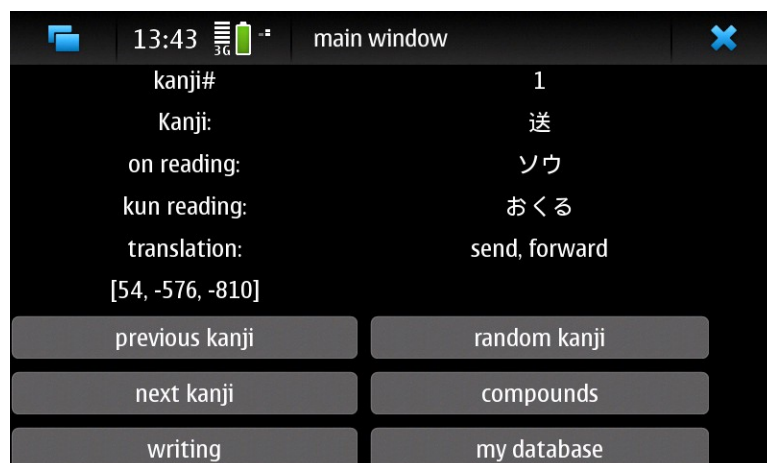 13:43 3G main window
kanji# 1
Kanji: 送
on reading: ソウ
kun reading: おくる
translation: send, forward
[54, -576, -810]
previous kanji random kanji
next kanji compounds
writing my database